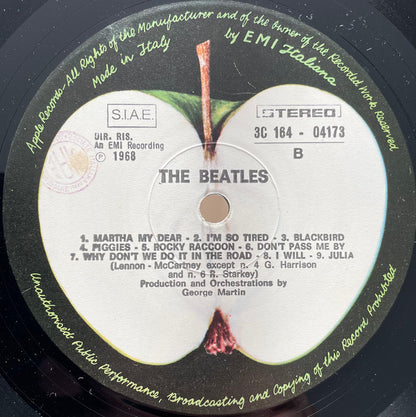 Apple Records-All Rights of the Manufacturer and of the Owner of the Recorded Work Reserved
Made in Italy
by EMI Italiana
S.I.A.E.
STEREO
DIR. RIS.
An EMI Recording
℗ 1968
3C 164 - 04173
B
THE BEATLES
1. MARTHA MY DEAR - 2. I'M SO TIRED - 3. BLACKBIRD
4. PIGGIES - 5. ROCKY RACCOON - 6. DON'T PASS ME BY
7. WHY DON'T WE DO IT IN THE ROAD - 8. I WILL - 9. JULIA
(Lennon - McCartney except n. 4 G. Harrison
and n. 6 R. Starkey)
Production and Orchestrations by
George Martin
Unauthorised Public Performance, Broadcasting and Copying of this Record Prohibited